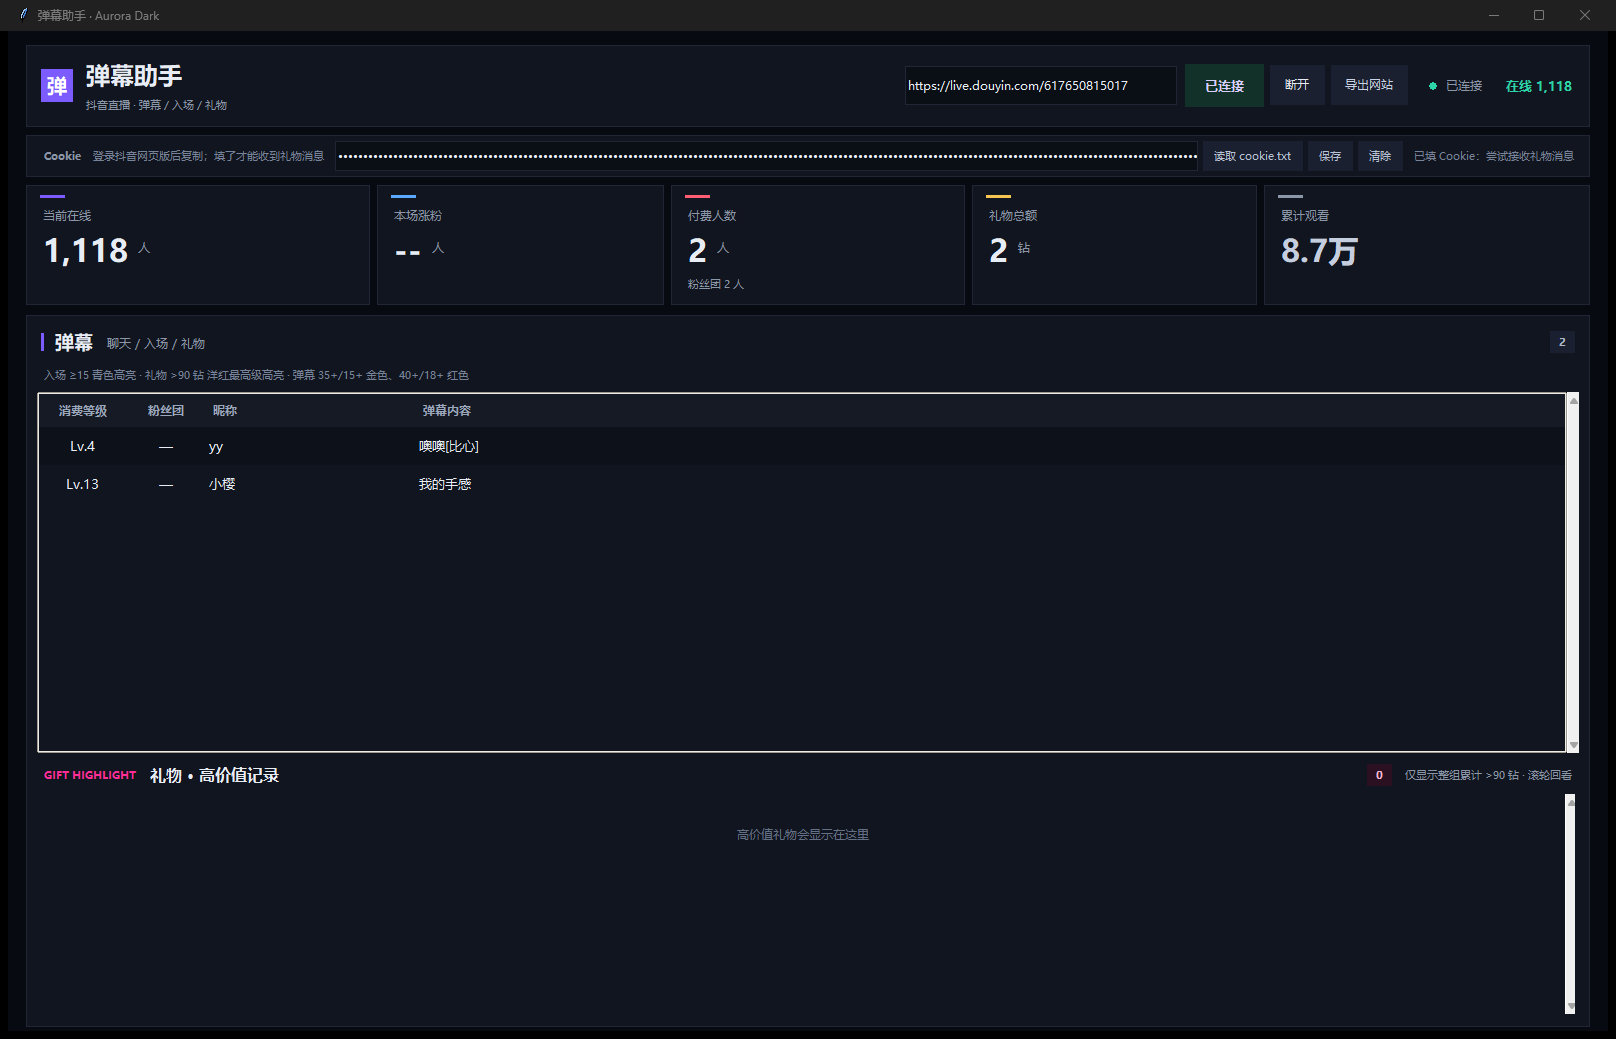 弹幕助手 · Aurora Dark
弹
弹幕助手
抖音直播 · 弹幕 / 入场 / 礼物
https://live.douyin.com/617650815017
已连接
断开
导出网站
已连接
在线 1,118
Cookie 登录抖音网页版后复制；填了才能收到礼物消息
读取 cookie.txt
保存
清除
已填 Cookie：尝试接收礼物消息
当前在线
1,118 人
本场涨粉
-- 人
付费人数
2 人
粉丝团 2 人
礼物总额
2 钻
累计观看
8.7万
弹幕 聊天 / 入场 / 礼物
2
入场 ≥15 青色高亮 · 礼物 >90 钻 洋红最高级高亮 · 弹幕 35+/15+ 金色、40+/18+ 红色
消费等级 粉丝团 昵称 弹幕内容
Lv.4 — yy 噢噢[比心]
Lv.13 — 小樱 我的手感
GIFT HIGHLIGHT 礼物 • 高价值记录
0 仅显示整组累计 >90 钻 · 滚轮回看
高价值礼物会显示在这里